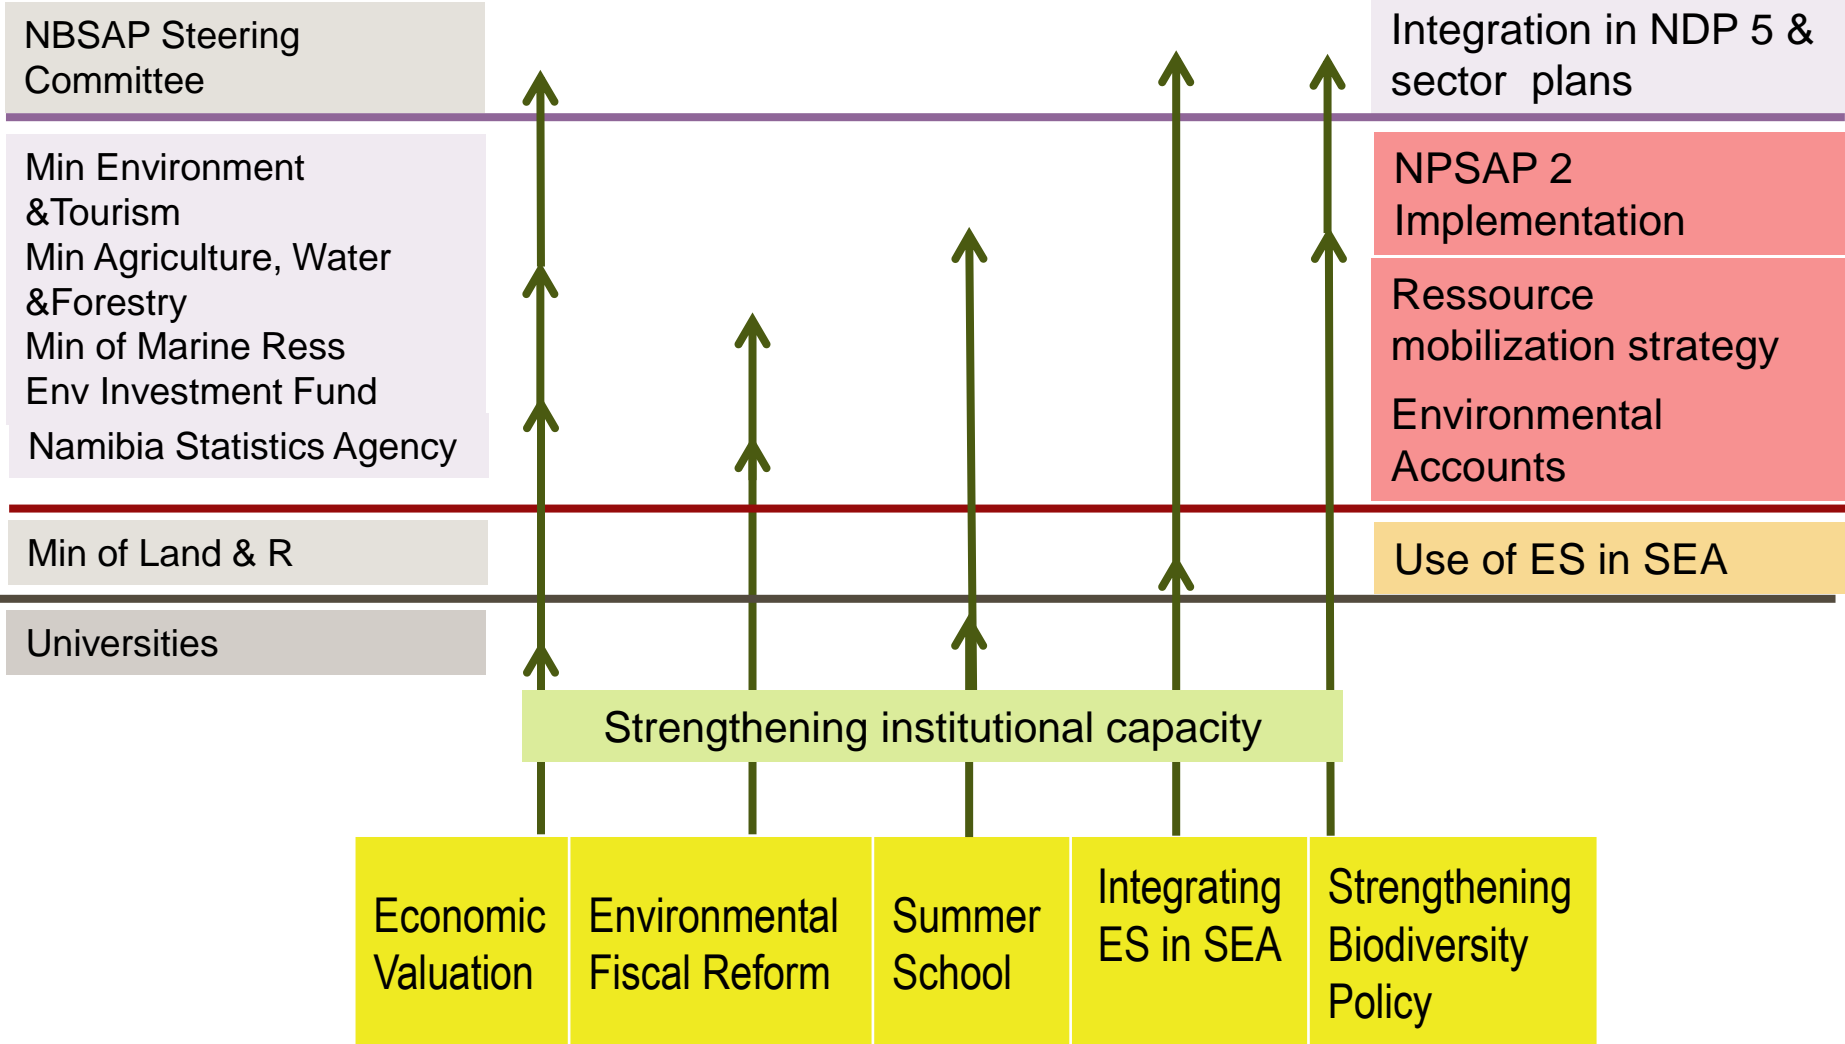 NBSAP Steering
Committee
Min Environment
&Tourism
Min Agriculture, Water
&Forestry
Min of Marine Ress
Env Investment Fund
Namibia Statistics Agency
Min of Land & R
Universities
Integration in NDP 5 &
sector plans
NPSAP 2
Implementation
Ressource
mobilization strategy
Environmental
Accounts
Use of ES in SEA
Strengthening institutional capacity
Economic
Valuation
Environmental
Fiscal Reform
Summer
School
Integrating
ES in SEA
Strengthening
Biodiversity
Policy